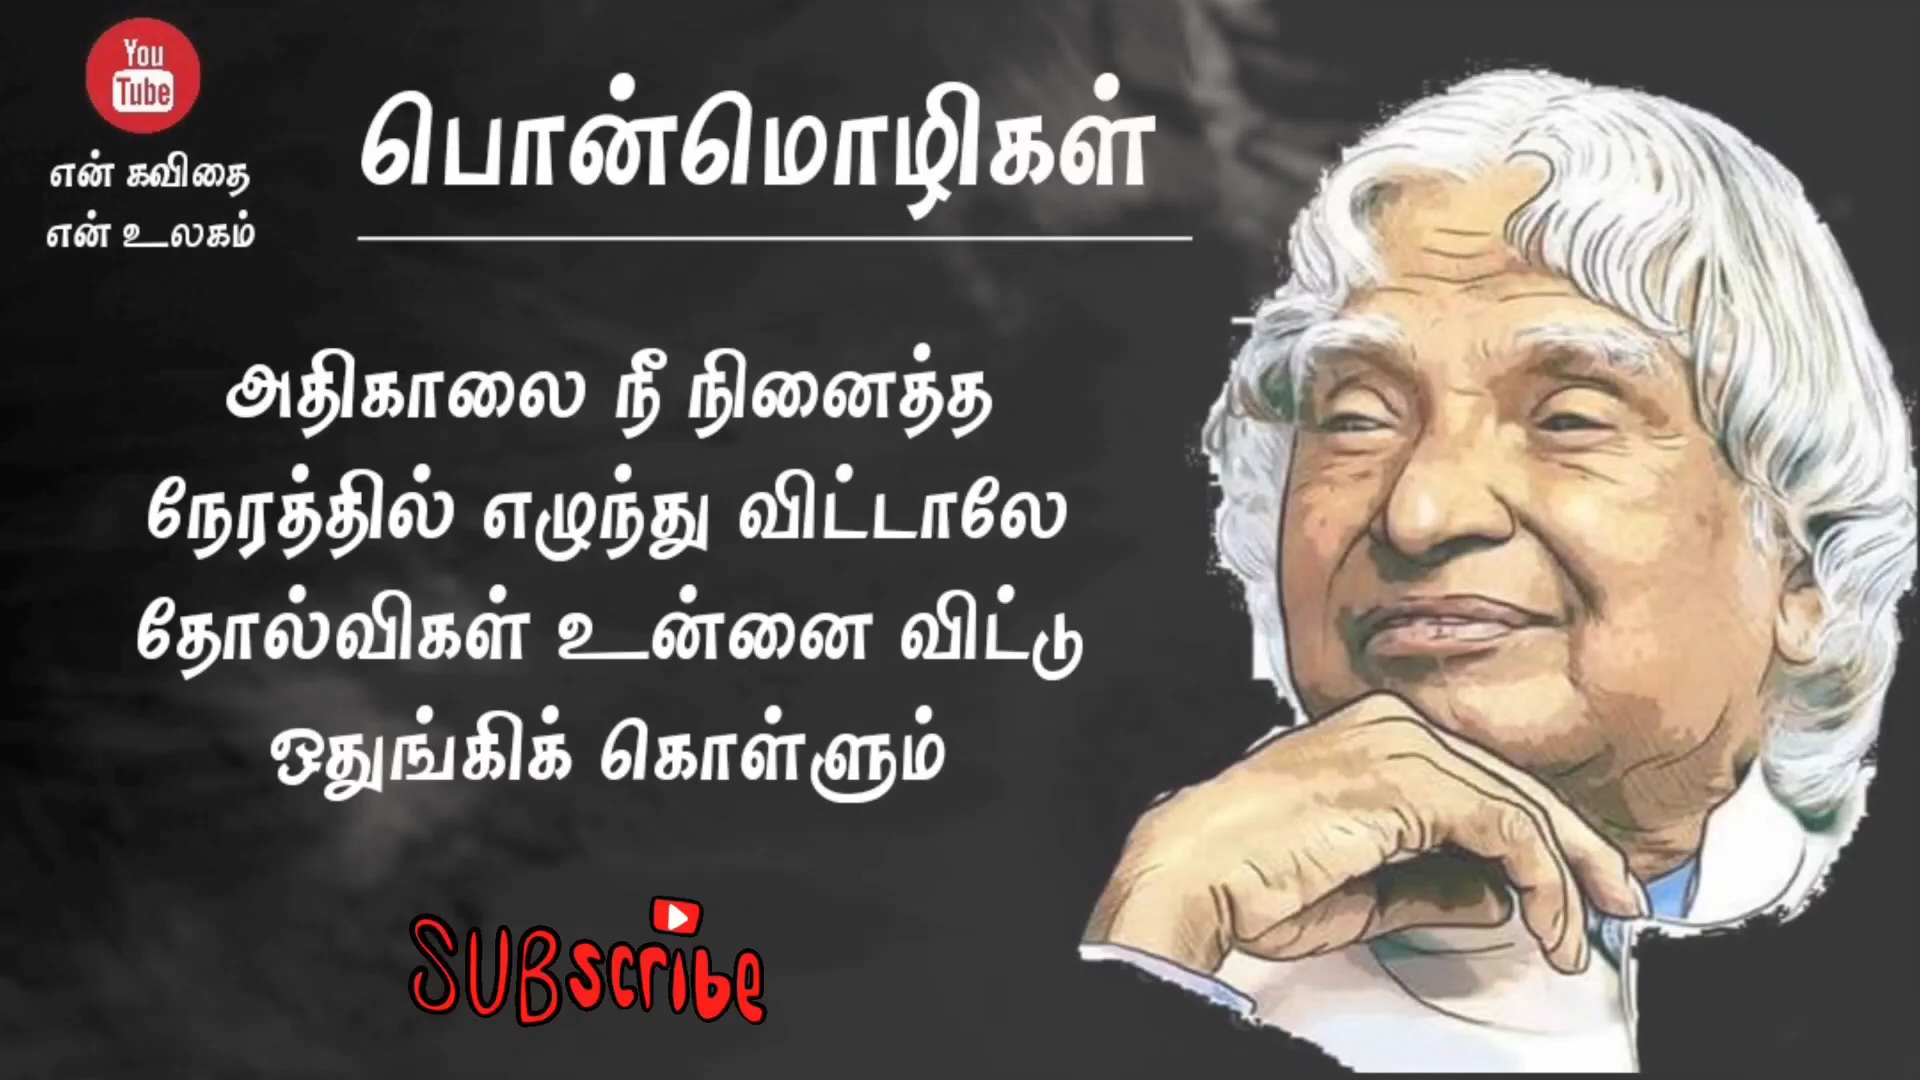 You
Tube
என் கவிதை
என் உலகம்
பொன்மொழிகள்
அதிகாலை நீ நினைத்த
நேரத்தில் எழுந்து விட்டாலே
தோல்விகள் உன்னை விட்டு
ஒதுங்கிக் கொள்ளும்
SUBscribe